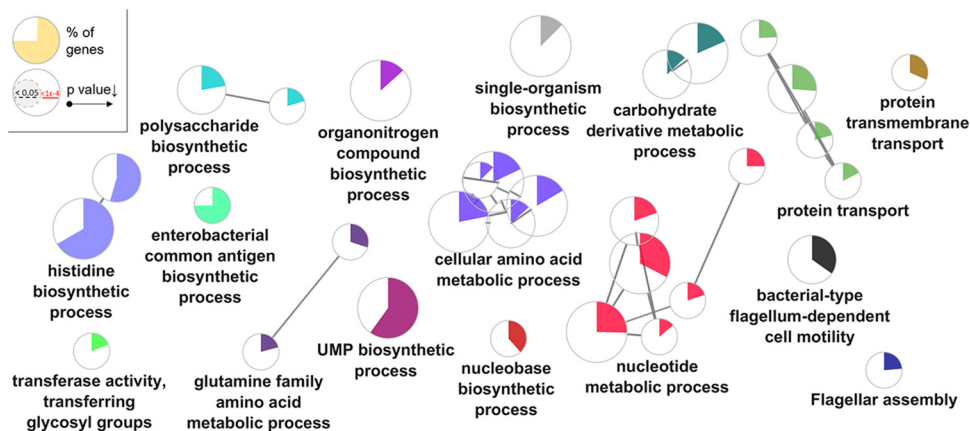 % of
genes
< 0,05
<1e-4
p value↓
polysaccharide
biosynthetic
process
organonitrogen
compound
biosynthetic
process
single-organism
biosynthetic
process
carbohydrate
derivative metabolic
process
protein
transmembrane
transport
protein transport
histidine
biosynthetic
process
enterobacterial
common antigen
biosynthetic
process
cellular amino acid
metabolic process
bacterial-type
flagellum-dependent
cell motility
transferase activity,
transferring
glycosyl groups
glutamine family
amino acid
metabolic process
UMP biosynthetic
process
nucleobase
biosynthetic
process
nucleotide
metabolic process
Flagellar assembly